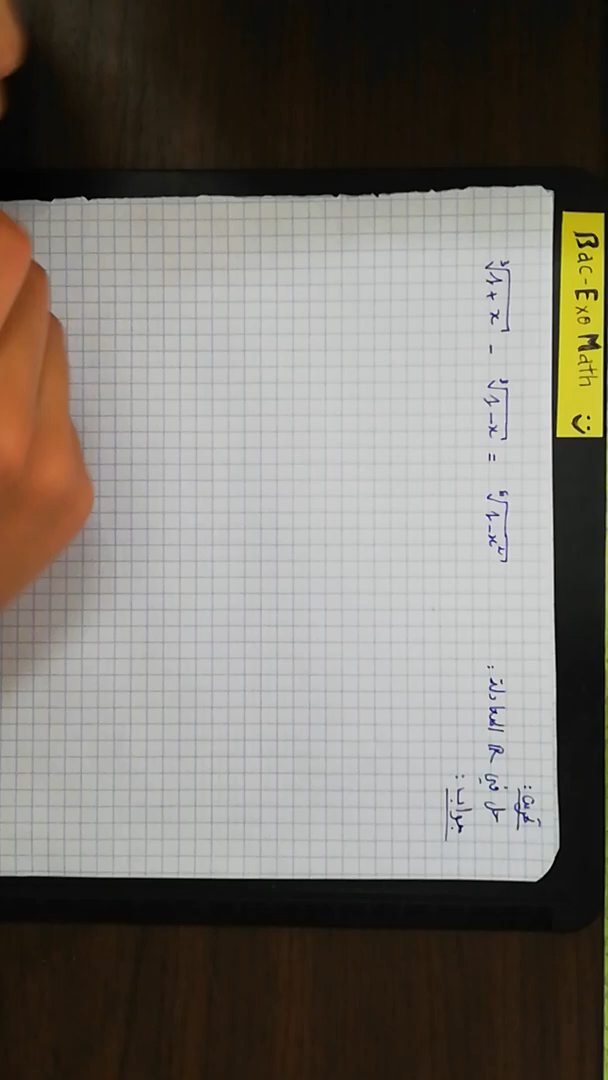 Bac-Exo Math
تمرين:
حل في R المعادلة:
∛1+x - ∛1-x = ⁶√1-x²
جواب: